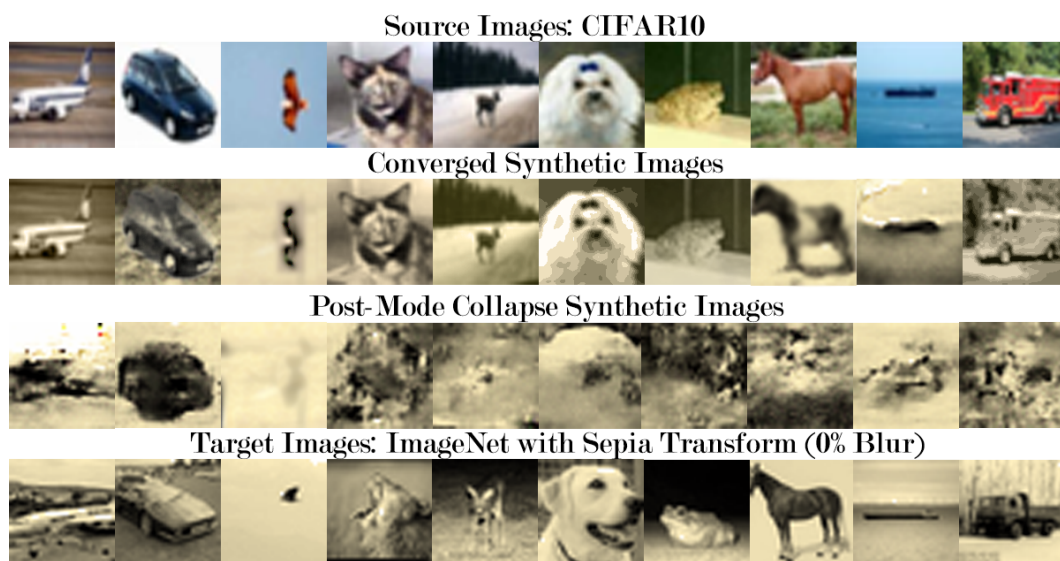 Source Images: CIFAR10
Converged Synthetic Images
Post-Mode Collapse Synthetic Images
Target Images: ImageNet with Sepia Transform (0% Blur)